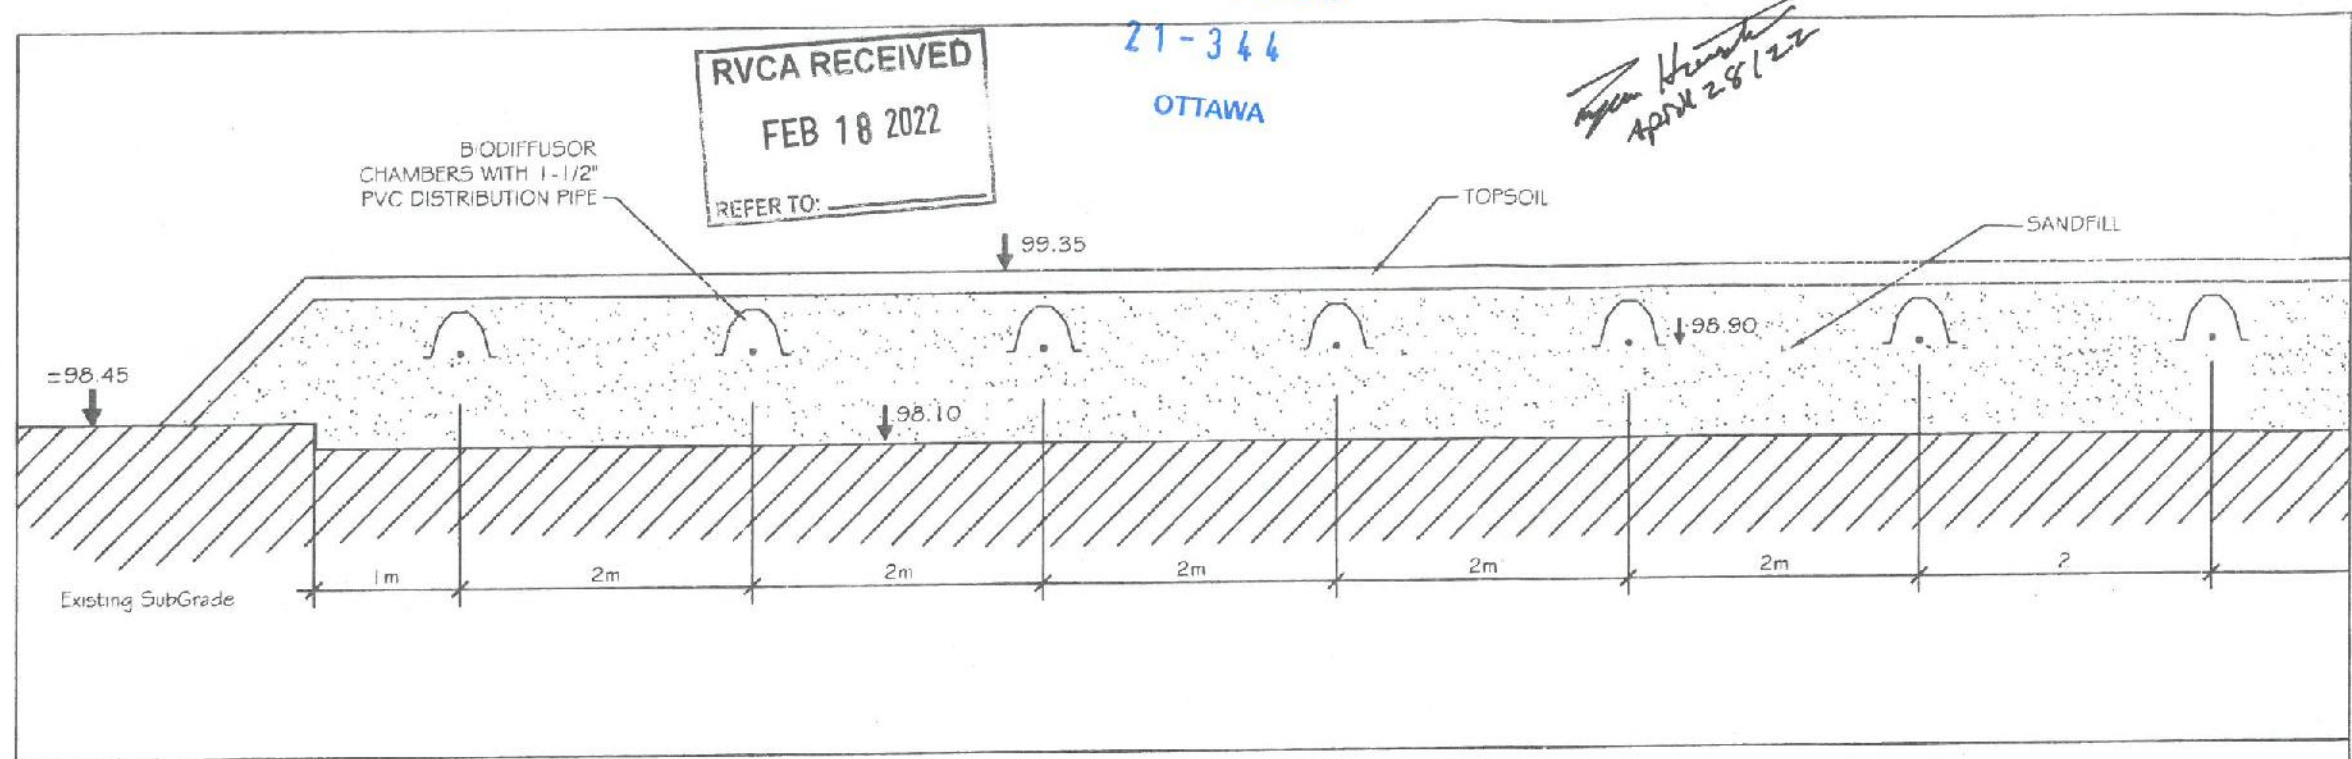 RVCA RECEIVED
FEB 18 2022
REFER TO:
21-344
OTTAWA
April 28/22
BIODIFFUSOR
CHAMBERS WITH 1-1/2"
PVC DISTRIBUTION PIPE
99.35
TOPSOIL
SANDFILL
98.90
=98.45
98.10
1m
2m
2m
2m
2m
2m
2
Existing SubGrade